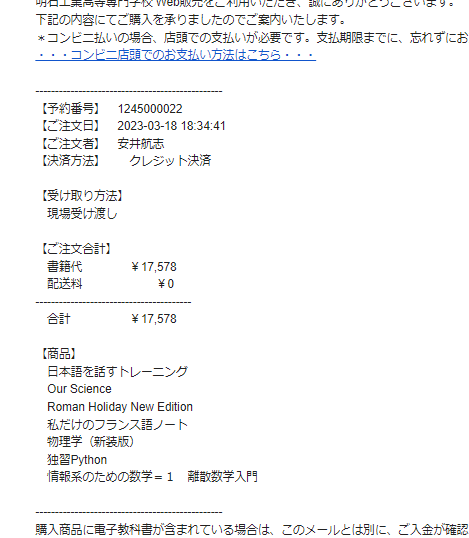 明石工業高等専門学校 Web販売をご利用いただき、誠にありがとうございます。
下記の内容にてご購入を承りましたのでご案内いたします。
＊コンビニ払いの場合、店頭での支払いが必要です。支払期限までに、忘れずにお
・・・コンビニ店頭でのお支払い方法はこちら・・・
------------------------------------------------
【予約番号】 1245000022
【ご注文日】 2023-03-18 18:34:41
【ご注文者】 安井航志
【決済方法】 クレジット決済
【受け取り方法】
現場受け渡し
【ご注文合計】
書籍代 ￥17,578
配送料 ￥0
----------------------------------------
合計 ￥17,578
【商品】
日本語を話すトレーニング
Our Science
Roman Holiday New Edition
私だけのフランス語ノート
物理学（新装版）
独習Python
情報系のための数学＝１ 離散数学入門
------------------------------------------------
購入商品に電子教科書が含まれている場合は、このメールとは別に、ご入金が確認